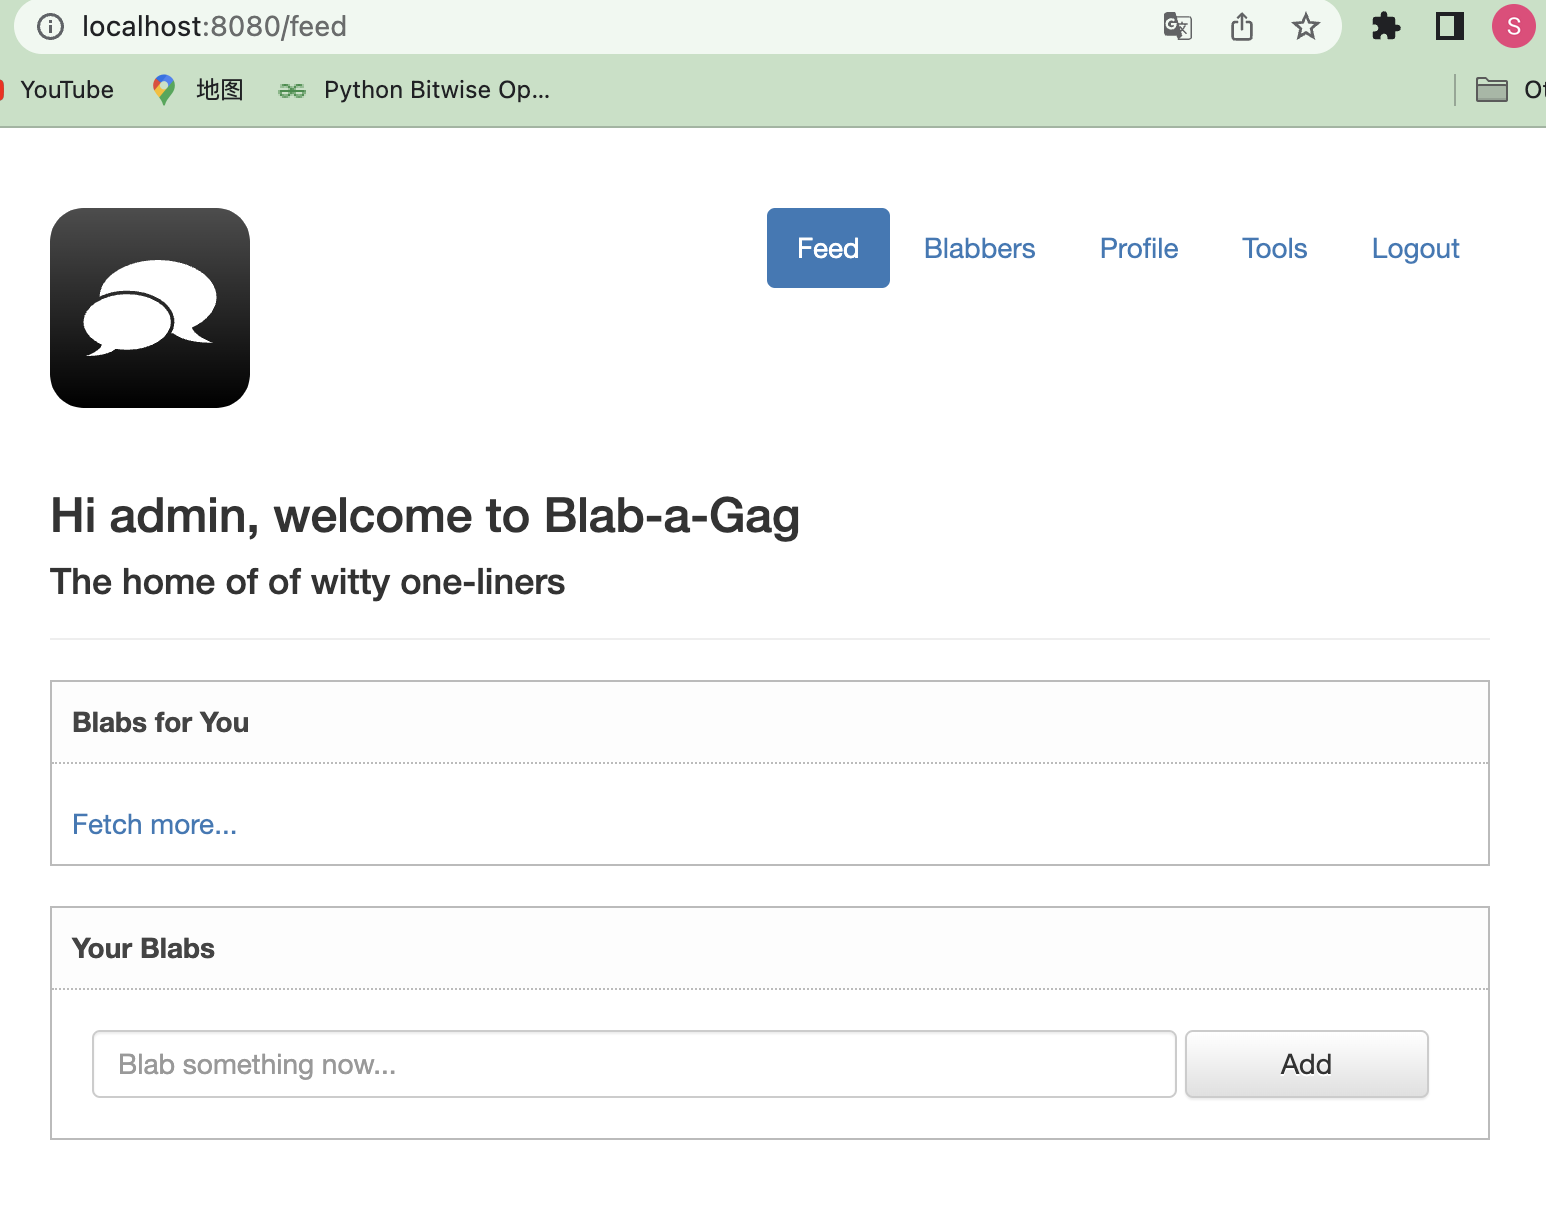 localhost:8080/feed
S
YouTube 地图 Python Bitwise Op...
Feed Blabbers Profile Tools Logout
Hi admin, welcome to Blab-a-Gag
The home of of witty one-liners
Blabs for You
Fetch more...
Your Blabs
Blab something now... Add